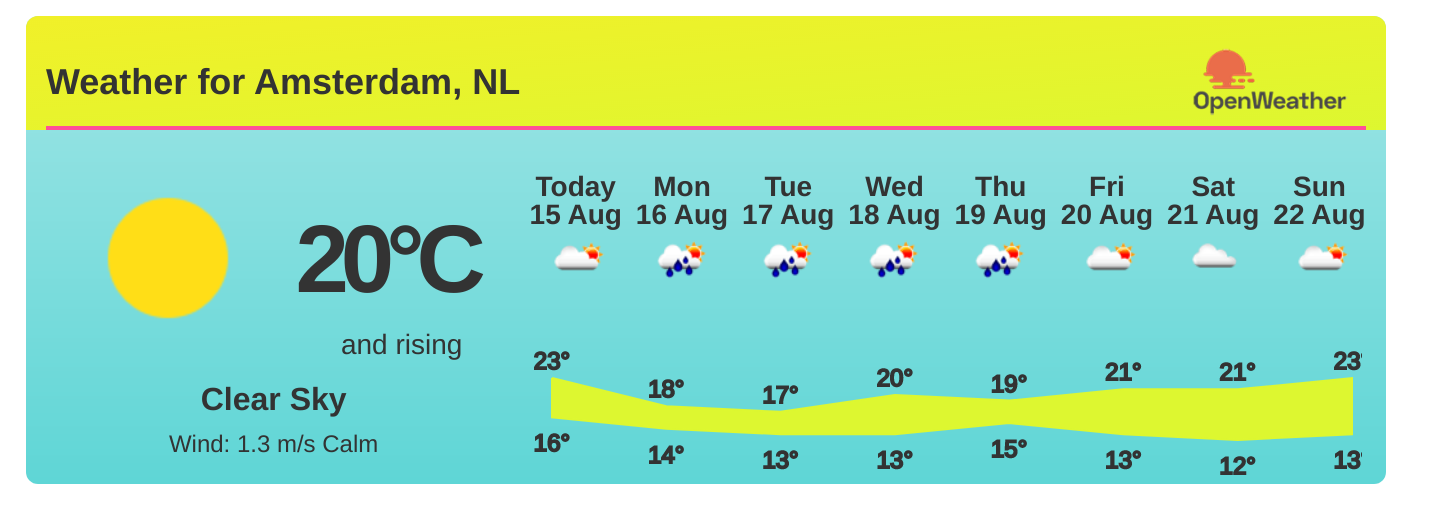 Weather for Amsterdam, NL
OpenWeather
20°C
and rising
Clear Sky
Wind: 1.3 m/s Calm
Today Mon Tue Wed Thu Fri Sat Sun
15 Aug 16 Aug 17 Aug 18 Aug 19 Aug 20 Aug 21 Aug 22 Aug
23° 18° 17° 20° 19° 21° 21° 23°
16° 14° 13° 13° 15° 13° 12° 13°